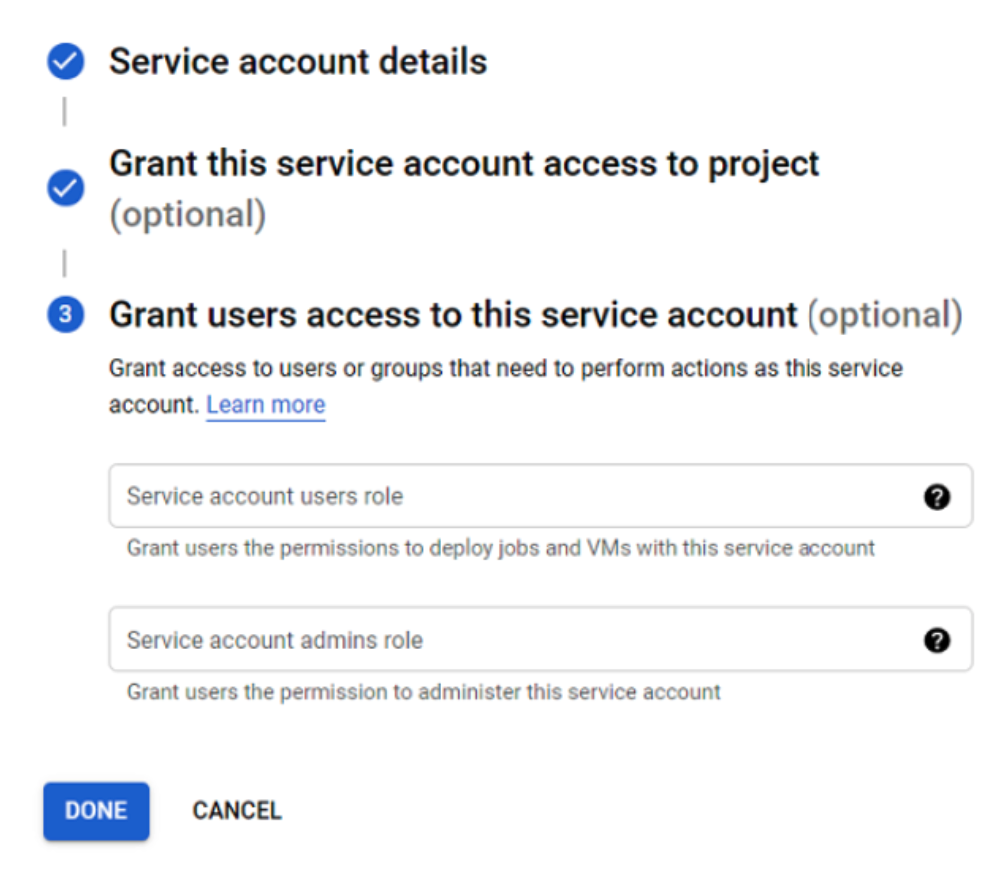 Service account details
Grant this service account access to project
(optional)
3 Grant users access to this service account (optional)
Grant access to users or groups that need to perform actions as this service
account. Learn more
Service account users role ?
Grant users the permissions to deploy jobs and VMs with this service account
Service account admins role ?
Grant users the permission to administer this service account
DONE CANCEL